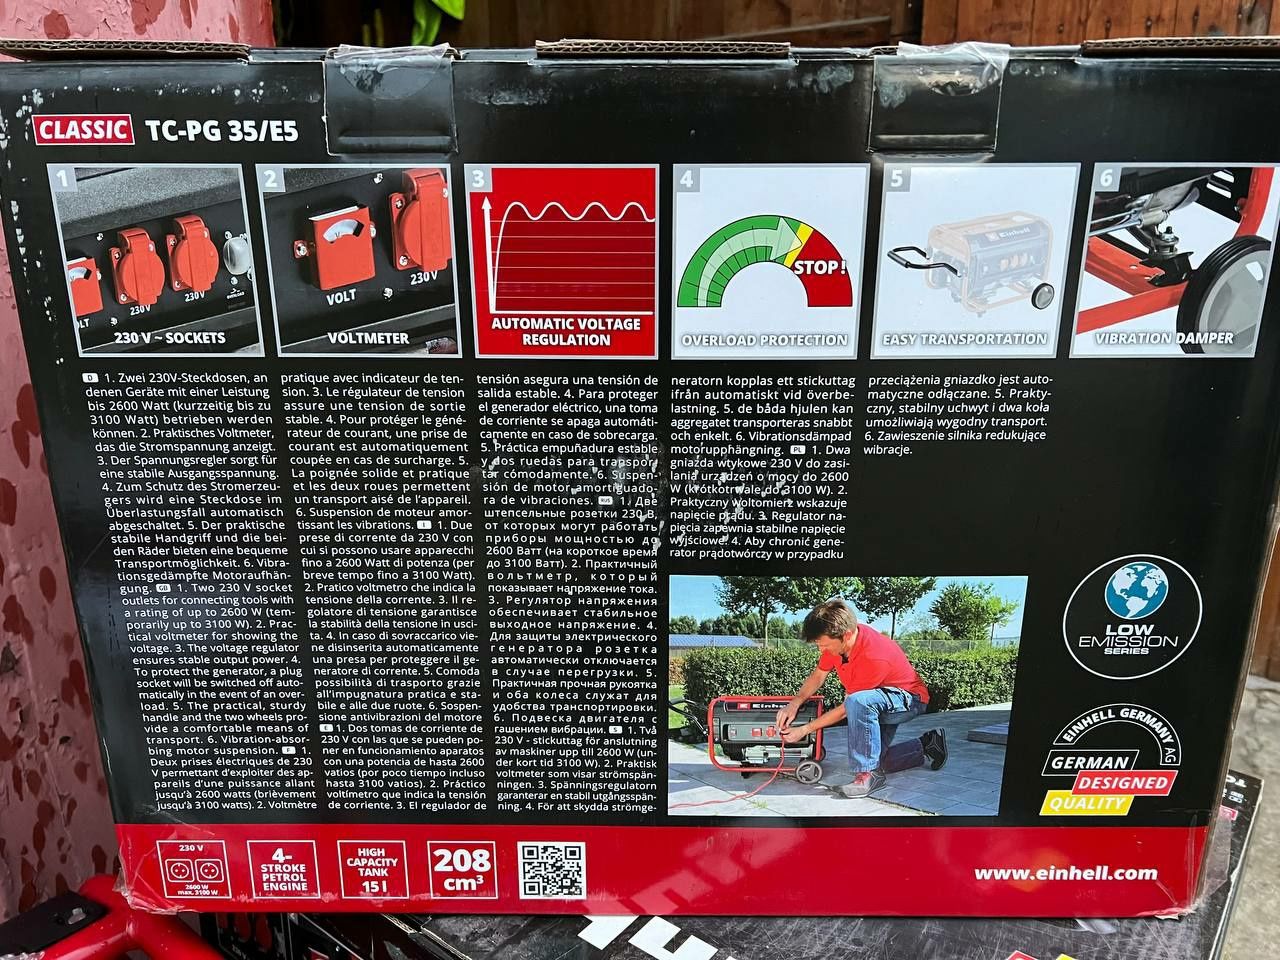 CLASSIC TC-PG 35/E5
1
230 V
230 V
230 V ~ SOCKETS
2
VOLT
230 V
VOLTMETER
3
AUTOMATIC VOLTAGE
REGULATION
4
STOP!
OVERLOAD PROTECTION
5
Einhell
EASY TRANSPORTATION
6
VIBRATION DAMPER
D 1. Zwei 230V-Steckdosen, an
denen Geräte mit einer Leistung
bis 2600 Watt (kurzzeitig bis zu
3100 Watt) betrieben werden
können. 2. Praktisches Voltmeter,
das die Stromspannung anzeigt.
3. Der Spannungsregler sorgt für
eine stabile Ausgangsspannung.
4. Zum Schutz des Stromerzeu-
gers wird eine Steckdose im
Überlastungsfall automatisch
abgeschaltet. 5. Der praktische
stabile Handgriff und die bei-
den Räder bieten eine bequeme
Transportmöglichkeit. 6. Vibra-
tionsgedämpfte Motoraufhän-
gung. GB 1. Two 230 V socket
outlets for connecting tools with
a rating of up to 2600 W (tem-
porarily up to 3100 W). 2. Prac-
tical voltmeter for showing the
voltage. 3. The voltage regulator
ensures stable output power. 4.
To protect the generator, a plug
socket will be switched off auto-
matically in the event of an over-
load. 5. The practical, sturdy
handle and the two wheels pro-
vide a comfortable means of
transport. 6. Vibration-absor-
bing motor suspension. F 1.
Deux prises électriques de 230
V permettant d'exploiter des ap-
pareils d'une puissance allant
jusqu'à 2600 watts (brièvement
jusqu'à 3100 watts). 2. Voltmètre
pratique avec indicateur de ten-
sion. 3. Le régulateur de tension
assure une tension de sortie
stable. 4. Pour protéger le géné-
rateur de courant, une prise de
courant est automatiquement
coupée en cas de surcharge. 5.
La poignée solide et pratique
et les deux roues permettent
un transport aisé de l'appareil.
6. Suspension de moteur amor-
tissant les vibrations. I 1. Due
prese di corrente da 230 V con
cui si possono usare apparecchi
fino a 2600 Watt di potenza (per
breve tempo fino a 3100 Watt).
2. Pratico voltmetro che indica la
tensione della corrente. 3. Il re-
golatore di tensione garantisce
la stabilità della tensione in usci-
ta. 4. In caso di sovraccarico vie-
ne disinserita automaticamente
una presa per proteggere il ge-
neratore di corrente. 5. Comoda
possibilità di trasporto grazie
all'impugnatura pratica e sta-
bile e alle due ruote. 6. Sospen-
sione antivibrazioni del motore
E 1. Dos tomas de corriente de
230 V con las que se pueden po-
ner en funcionamiento aparatos
con una potencia de hasta 2600
vatios (por poco tiempo incluso
hasta 3100 vatios). 2. Práctico
voltímetro que indica la tensión
de corriente. 3. El regulador de
tensión asegura una tensión de
salida estable. 4. Para proteger
el generador eléctrico, una toma
de corriente se apaga automáti-
camente en caso de sobrecarga.
5. Práctica empuñadura estable
y dos ruedas para transpor-
tar cómodamente. 6. Suspen-
sión de motor amortiguado-
ra de vibraciones. RUS 1. Две
штепсельные розетки 230 В,
от которых могут работать
приборы мощностью до
2600 Ватт (на короткое время
до 3100 Ватт). 2. Практичный
вольтметр, который
показывает напряжение тока.
3. Регулятор напряжения
обеспечивает стабильное
выходное напряжение. 4.
Для защиты электрического
генератора розетка
автоматически отключается
в случае перегрузки. 5.
Практичная прочная рукоятка
и оба колеса служат для
удобства транспортировки.
6. Подвеска двигателя с
гашением вибрации. S 1. Två
230 V - stickuttag för anslutning
av maskiner upp till 2600 W (un-
der kort tid 3100 W). 2. Praktisk
voltmeter som visar strömspän-
ningen. 3. Spänningsregulatorn
garanterar en stabil utgångsspän-
ning. 4. För att skydda strömge-
neratorn kopplas ett stickuttag
ifrån automatiskt vid överbe-
lastning. 5. de båda hjulen kan
aggregatet transporteras snabbt
och enkelt. 6. Vibrationsdämpad
motorupphängning. PL 1. Dwa
gniazda wtykowe 230 V do zasi-
lania urządzeń o mocy do 2600
W (krótkotrwale do 3100 W). 2.
Praktyczny woltomierz wskazuje
napięcie prądu. 3. Regulator na-
pięcia zapewnia stabilne napięcie
wyjściowe. 4. Aby chronić gene-
rator prądotwórczy w przypadku
przeciążenia gniazdko jest auto-
matyczne odłączane. 5. Prakty-
czny, stabilny uchwyt i dwa koła
umożliwiają wygodny transport.
6. Zawieszenie silnika redukujące
wibracje.
LOW
EMISSION
SERIES
EINHELL GERMANY AG
GERMAN
DESIGNED
QUALITY
230 V
2600 W
max. 3100 W
4-
STROKE
PETROL
ENGINE
HIGH
CAPACITY
TANK
15 l
208
cm³
www.einhell.com